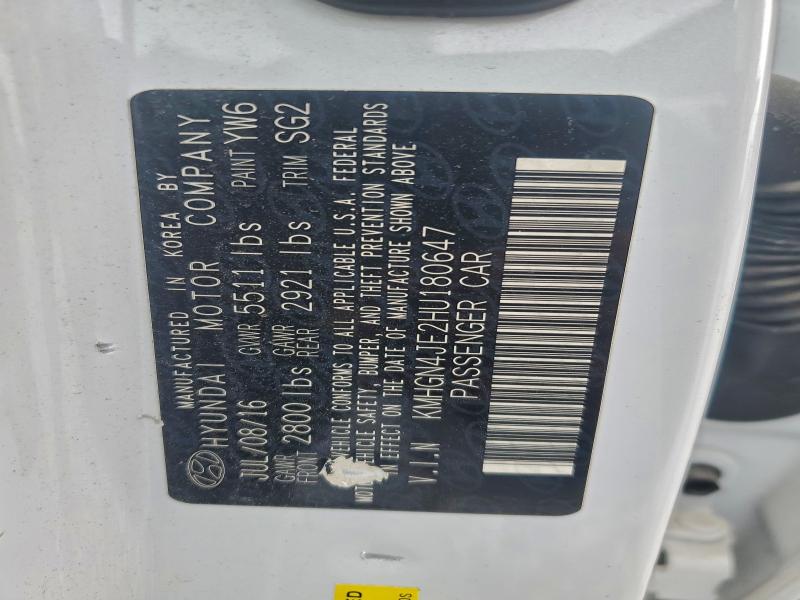 MANUFACTURED IN KOREA BY
HYUNDAI MOTOR COMPANY
JUL/08/16 GVWR 5511 lbs PAINT YW6
GAWR FRONT 2800 lbs GAWR REAR 2921 lbs TRIM SG2
VEHICLE CONFORMS TO ALL APPLICABLE U.S.A. FEDERAL
VEHICLE SAFETY, BUMPER, AND THEFT PREVENTION STANDARDS
EFFECT ON THE DATE OF MANUFACTURE SHOWN ABOVE.
V.I.N KMHGN4JE2HU180647
PASSENGER CAR